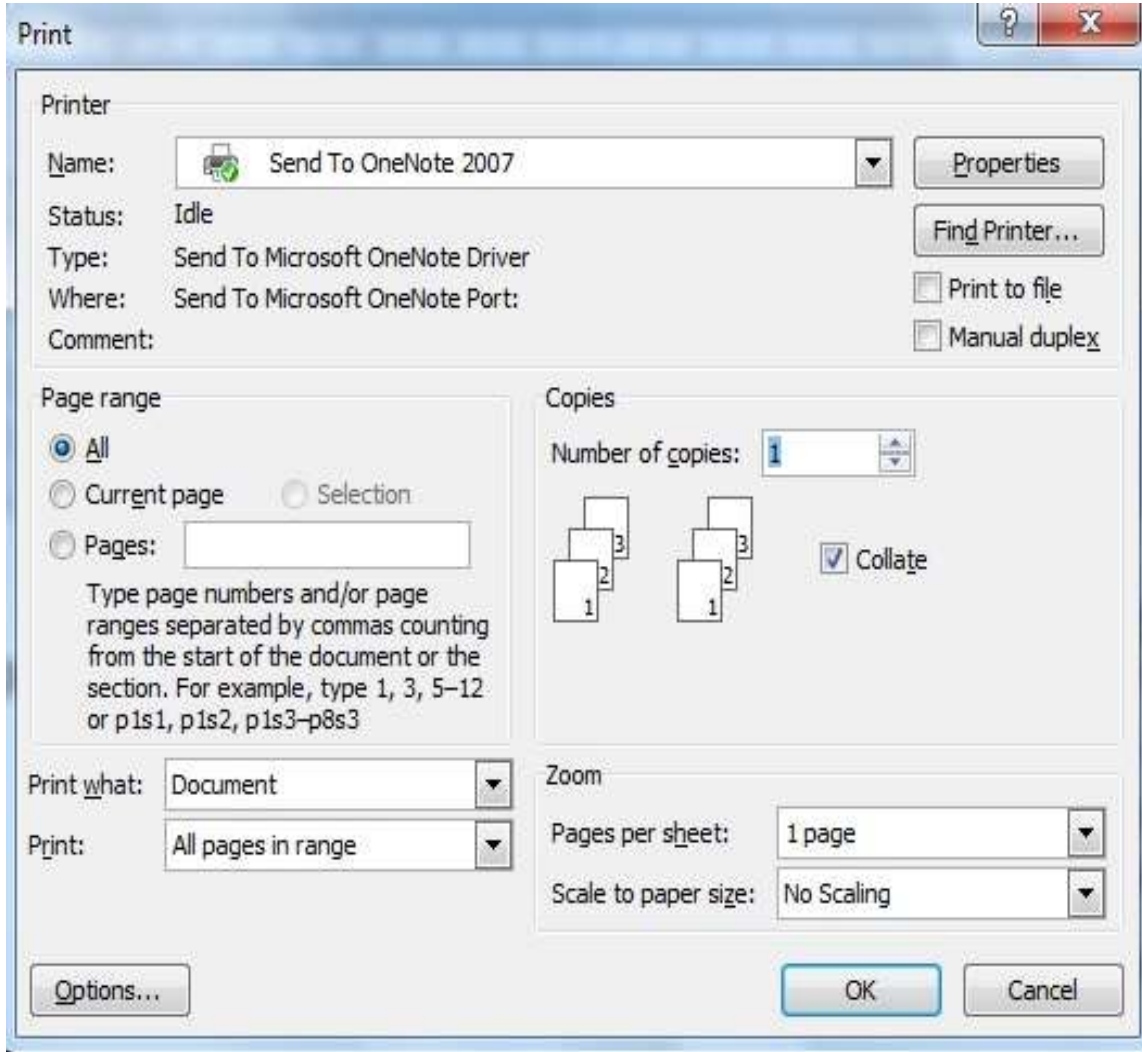 Print
Printer
Name: Send To OneNote 2007 Properties
Status: Idle Find Printer...
Type: Send To Microsoft OneNote Driver
Where: Send To Microsoft OneNote Port: Print to file
Comment: Manual duplex
Page range
All
Current page Selection
Pages:
Type page numbers and/or page
ranges separated by commas counting
from the start of the document or the
section. For example, type 1, 3, 5–12
or p1s1, p1s2, p1s3–p8s3
Copies
Number of copies: 1
3 3
2 2
1 1
Collate
Print what: Document
Print: All pages in range
Zoom
Pages per sheet: 1 page
Scale to paper size: No Scaling
Options... OK Cancel